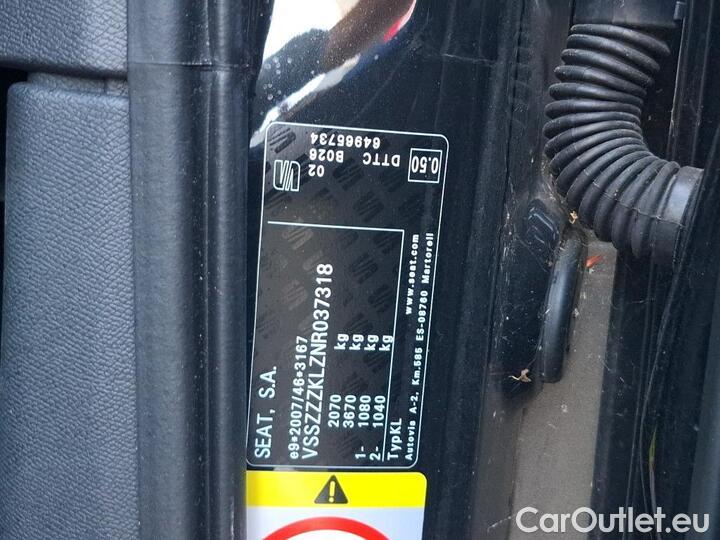 SEAT, S.A.
e9*2007/46*3167
VSSZZZKLZNR037318
2070 kg
3670 kg
1- 1080 kg
2- 1040 kg
TypKL
www.seat.com
Autovia A-2, Km.585 ES-08760 Martorell
02
DTTC B026
0.50 64965734
CarOutlet.eu